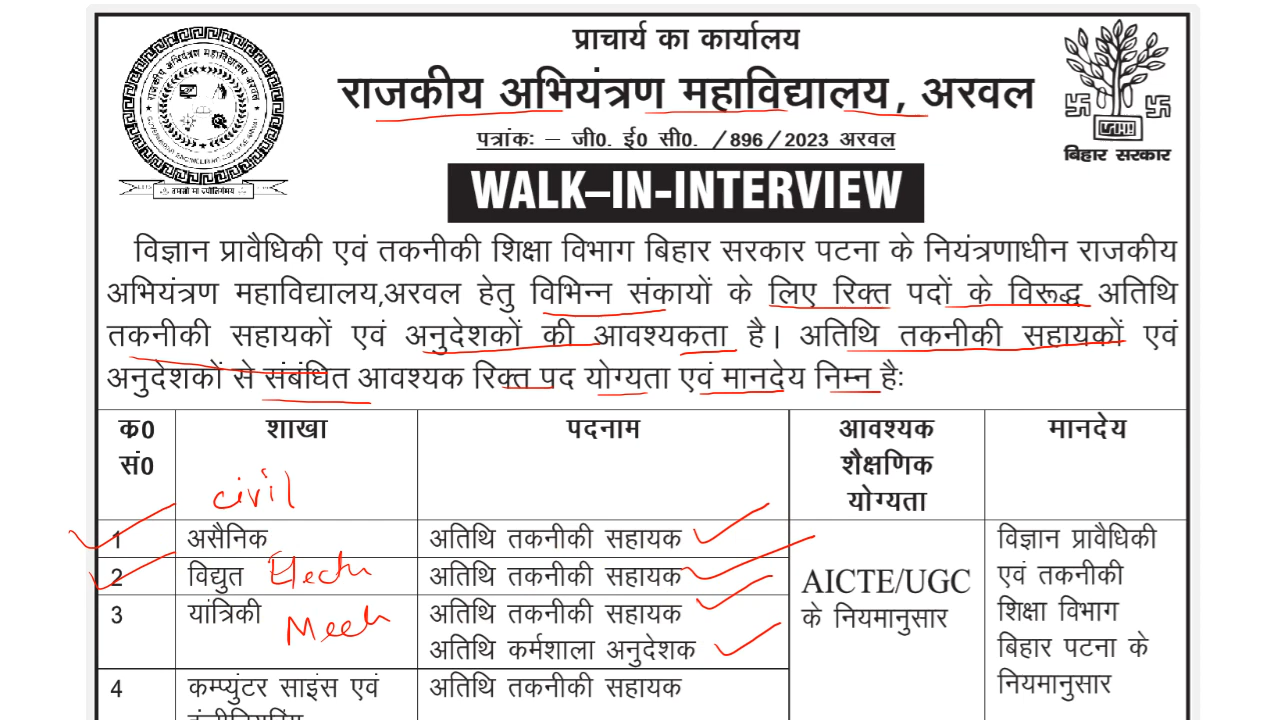 प्राचार्य का कार्यालय
राजकीय अभियंत्रण महाविद्यालय, अरवल
पत्रांकः – जी0. ई0 सी0. /896/2023 अरवल
बिहार सरकार
WALK–IN-INTERVIEW
विज्ञान प्रावैधिकी एवं तकनीकी शिक्षा विभाग बिहार सरकार पटना के नियंत्रणाधीन राजकीय
अभियंत्रण महाविद्यालय,अरवल हेतु विभिन्न संकायों के लिए रिक्त पदों के विरूद्ध अतिथि
तकनीकी सहायकों एवं अनुदेशकों की आवश्यकता है। अतिथि तकनीकी सहायकों एवं
अनुदेशकों से संबंधित आवश्यक रिक्त पद योग्यता एवं मानदेय निम्न हैः
क0 सं0
शाखा
पदनाम
आवश्यक
शैक्षणिक
योग्यता
मानदेय
civil
1 असैनिक अतिथि तकनीकी सहायक
2 विद्युत अतिथि तकनीकी सहायक
3 यांत्रिकी अतिथि तकनीकी सहायक
Mech
अतिथि कर्मशाला अनुदेशक
4 कम्प्युंटर साइंस एवं अतिथि तकनीकी सहायक
AICTE/UGC
के नियमानुसार
विज्ञान प्रावैधिकी
एवं तकनीकी
शिक्षा विभाग
बिहार पटना के
नियमानुसार